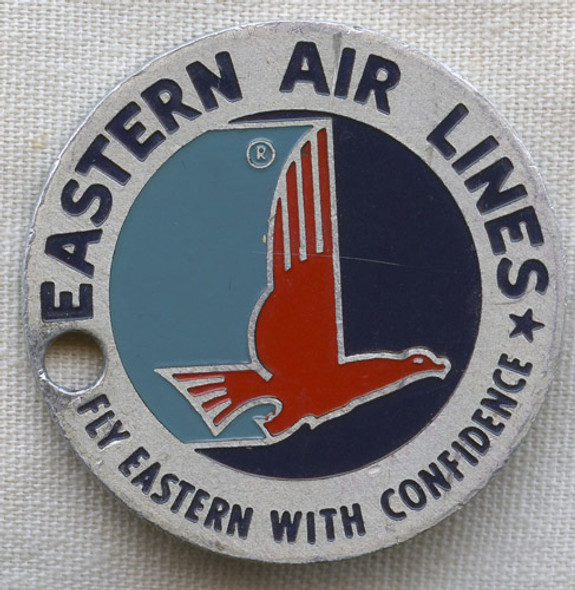 EASTERN AIR LINES ★
®
FLY EASTERN WITH CONFIDENCE